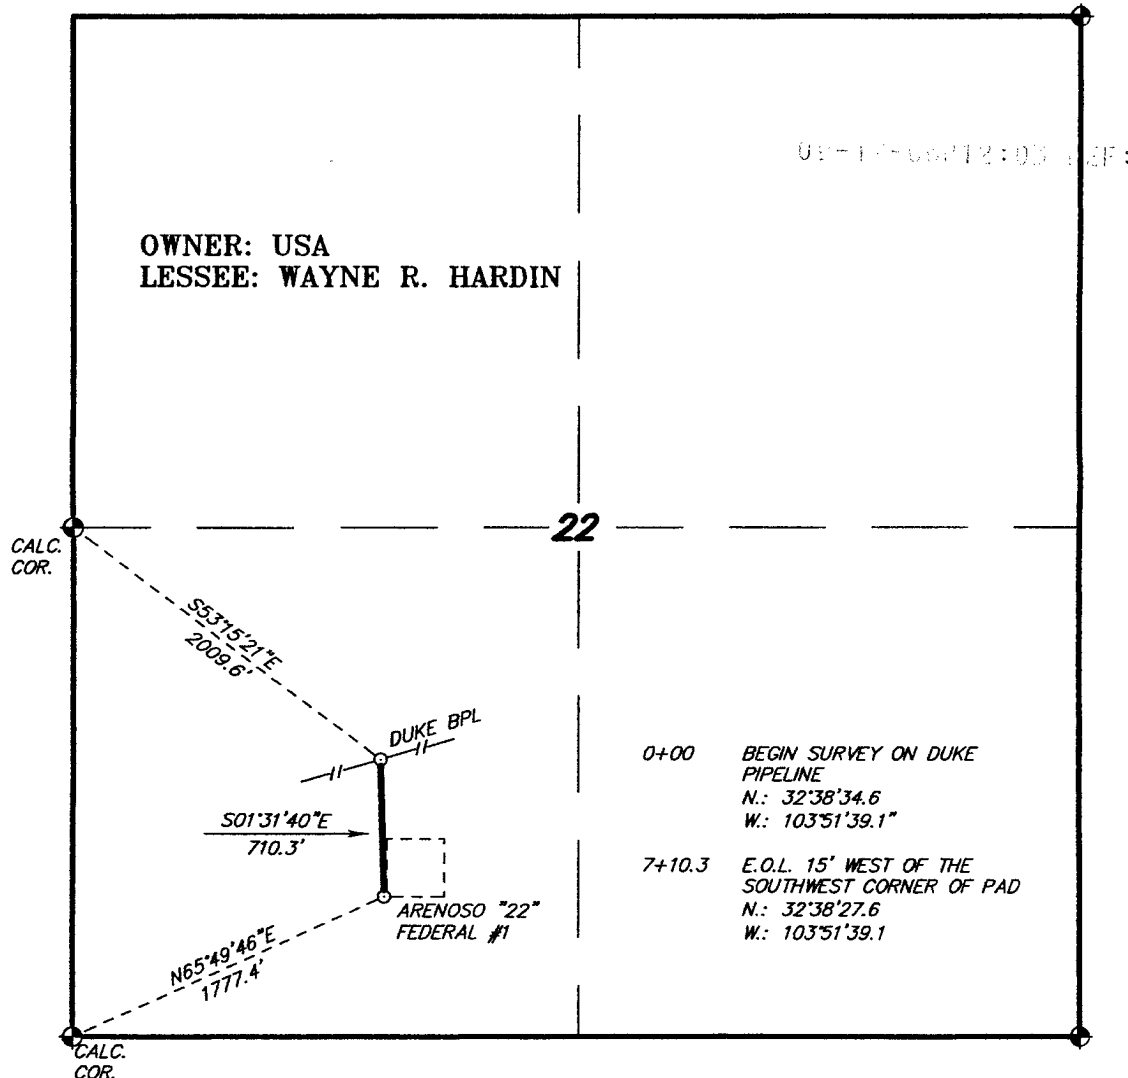 OWNER: USA
LESSEE: WAYNE R. HARDIN
22
CALC.
COR.
S53°15'21"E
2009.6'
DUKE BPL
0+00 BEGIN SURVEY ON DUKE
PIPELINE
N.: 32°38'34.6
W.: 103°51'39.1"
S01°31'40"E
710.3'
7+10.3 E.O.L. 15' WEST OF THE
SOUTHWEST CORNER OF PAD
N.: 32°38'27.6
W.: 103°51'39.1
ARENOSO "22"
FEDERAL #1
N65°49'46"E
1777.4'
CALC.
COR.